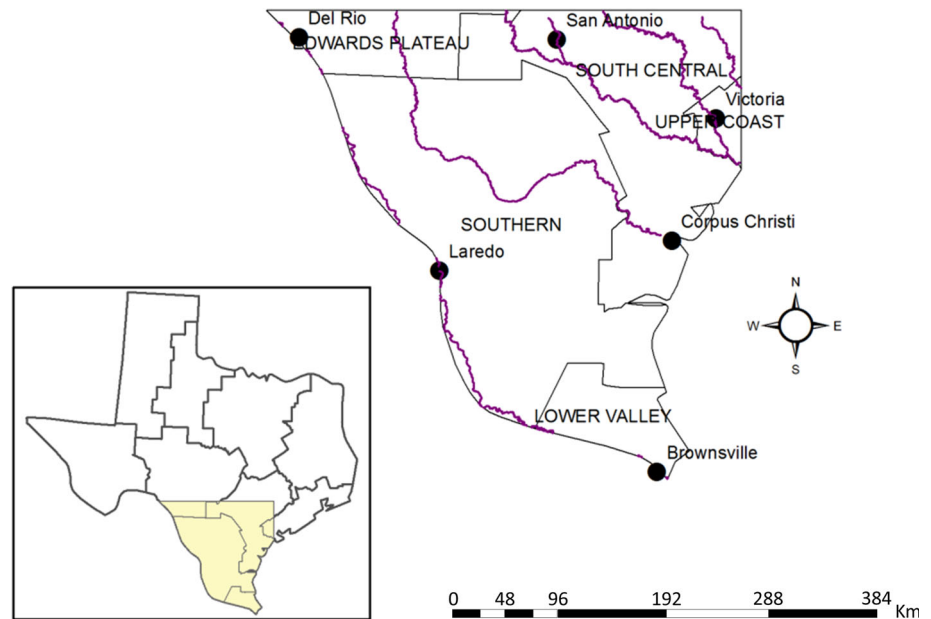 Del Rio
San Antonio
EDWARDS PLATEAU
SOUTH CENTRAL
Victoria
UPPER COAST
Corpus Christi
SOUTHERN
Laredo
N
W E
S
LOWER VALLEY
Brownsville
0 48 96 192 288 384
Km